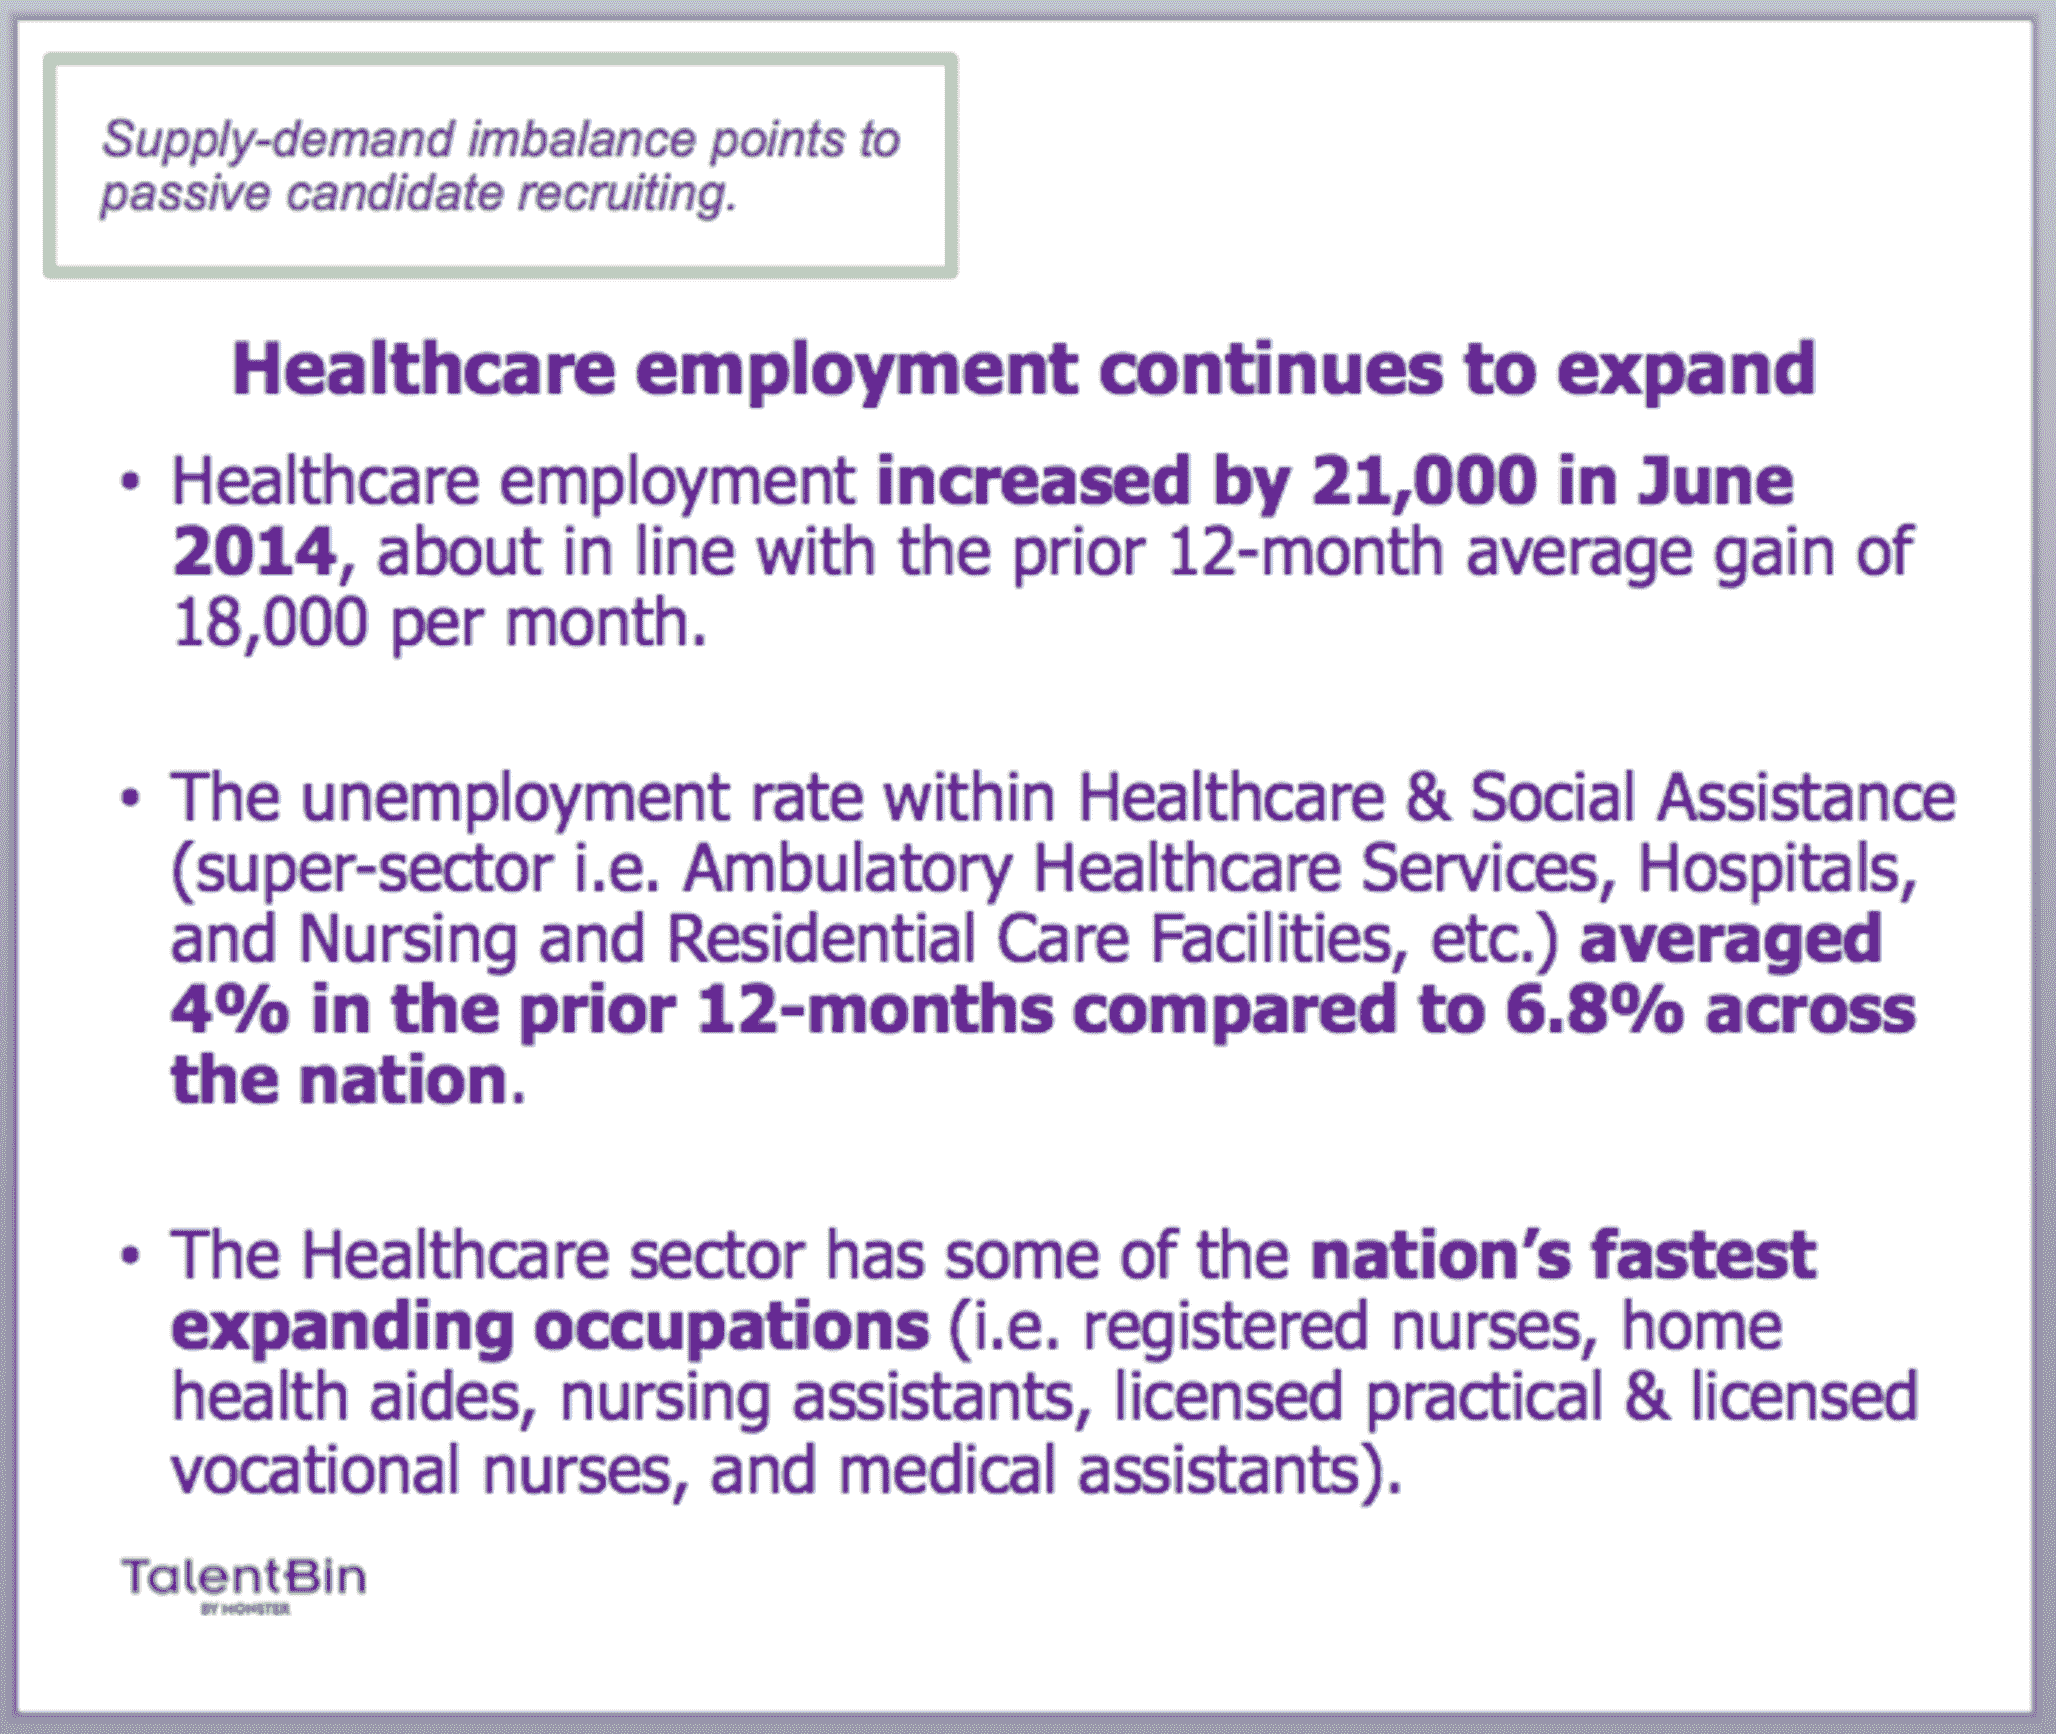 Supply-demand imbalance points to
passive candidate recruiting.
Healthcare employment continues to expand
• Healthcare employment increased by 21,000 in June
2014, about in line with the prior 12-month average gain of
18,000 per month.
• The unemployment rate within Healthcare & Social Assistance
(super-sector i.e. Ambulatory Healthcare Services, Hospitals,
and Nursing and Residential Care Facilities, etc.) averaged
4% in the prior 12-months compared to 6.8% across
the nation.
• The Healthcare sector has some of the nation’s fastest
expanding occupations (i.e. registered nurses, home
health aides, nursing assistants, licensed practical & licensed
vocational nurses, and medical assistants).
TalentBin
BY MONSTER